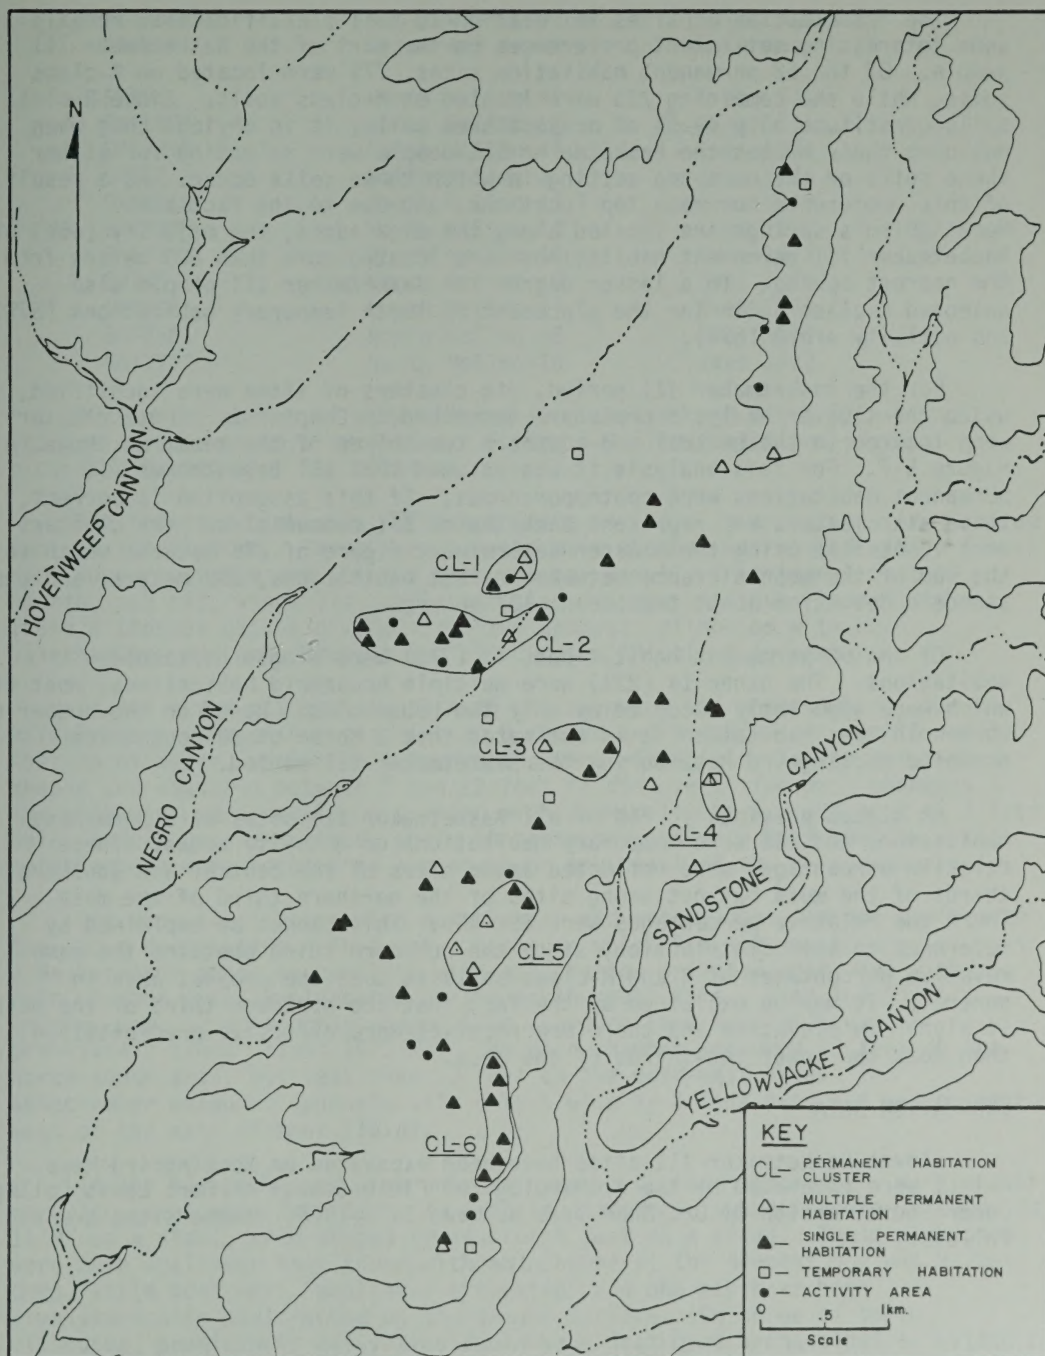 N
HOVENWEEP CANYON
CL-1
CL-2
NEGRO CANYON
CL-3
CANYON
CL-4
SANDSTONE
CL-5
YELLOWJACKET CANYON
CL-6
KEY
CL— PERMANENT HABITATION
CLUSTER
△— MULTIPLE PERMANENT
HABITATION
▲— SINGLE PERMANENT
HABITATION
□— TEMPORARY HABITATION
●— ACTIVITY AREA
0 .5 1km.
Scale